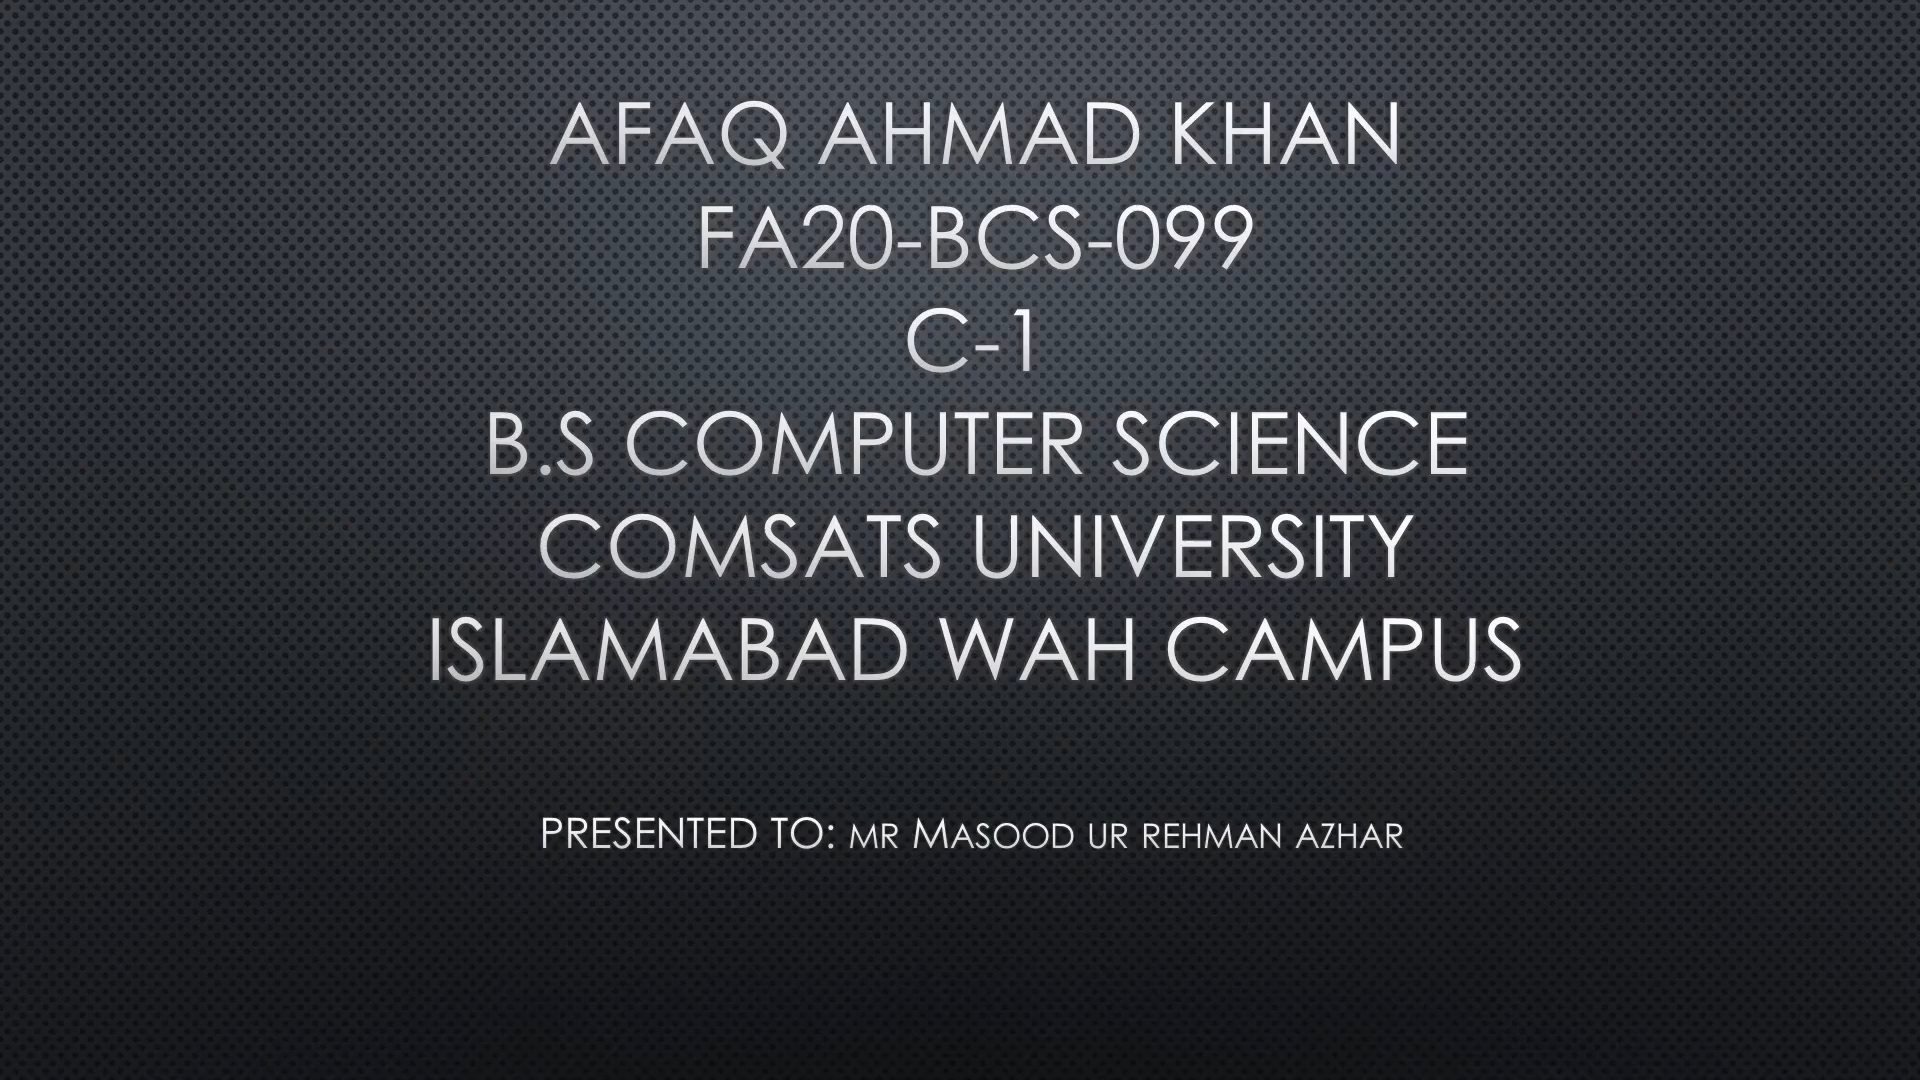 AFAQ AHMAD KHAN
FA20-BCS-099
C-1
B.S COMPUTER SCIENCE
COMSATS UNIVERSITY
ISLAMABAD WAH CAMPUS
PRESENTED TO: MR MASOOD UR REHMAN AZHAR